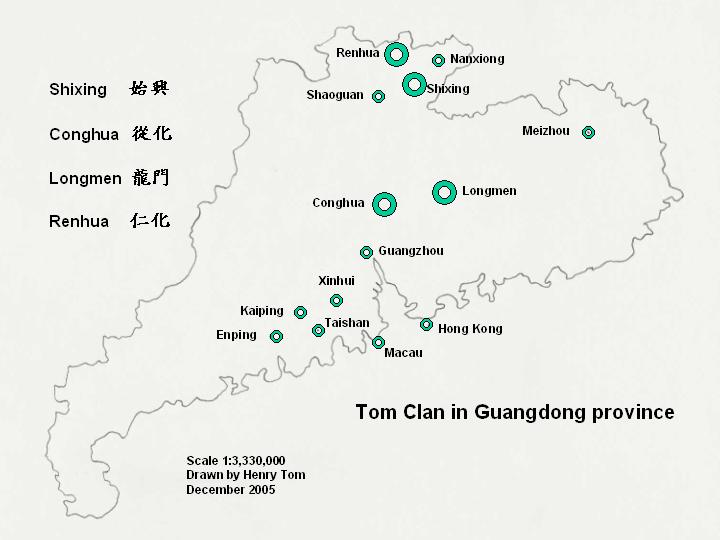 Renhua
Nanxiong
Shixing
Shaoguan
Meizhou
Shixing 始興
Conghua 從化
Longmen 龍門
Renhua 仁化
Longmen
Conghua
Guangzhou
Xinhui
Kaiping
Taishan
Enping
Hong Kong
Macau
Tom Clan in Guangdong province
Scale 1:3,330,000
Drawn by Henry Tom
December 2005